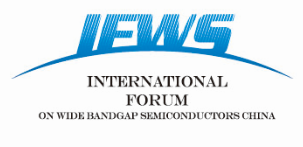 IFWS
INTERNATIONAL
FORUM
ON WIDE BANDGAP SEMICONDUCTORS CHINA